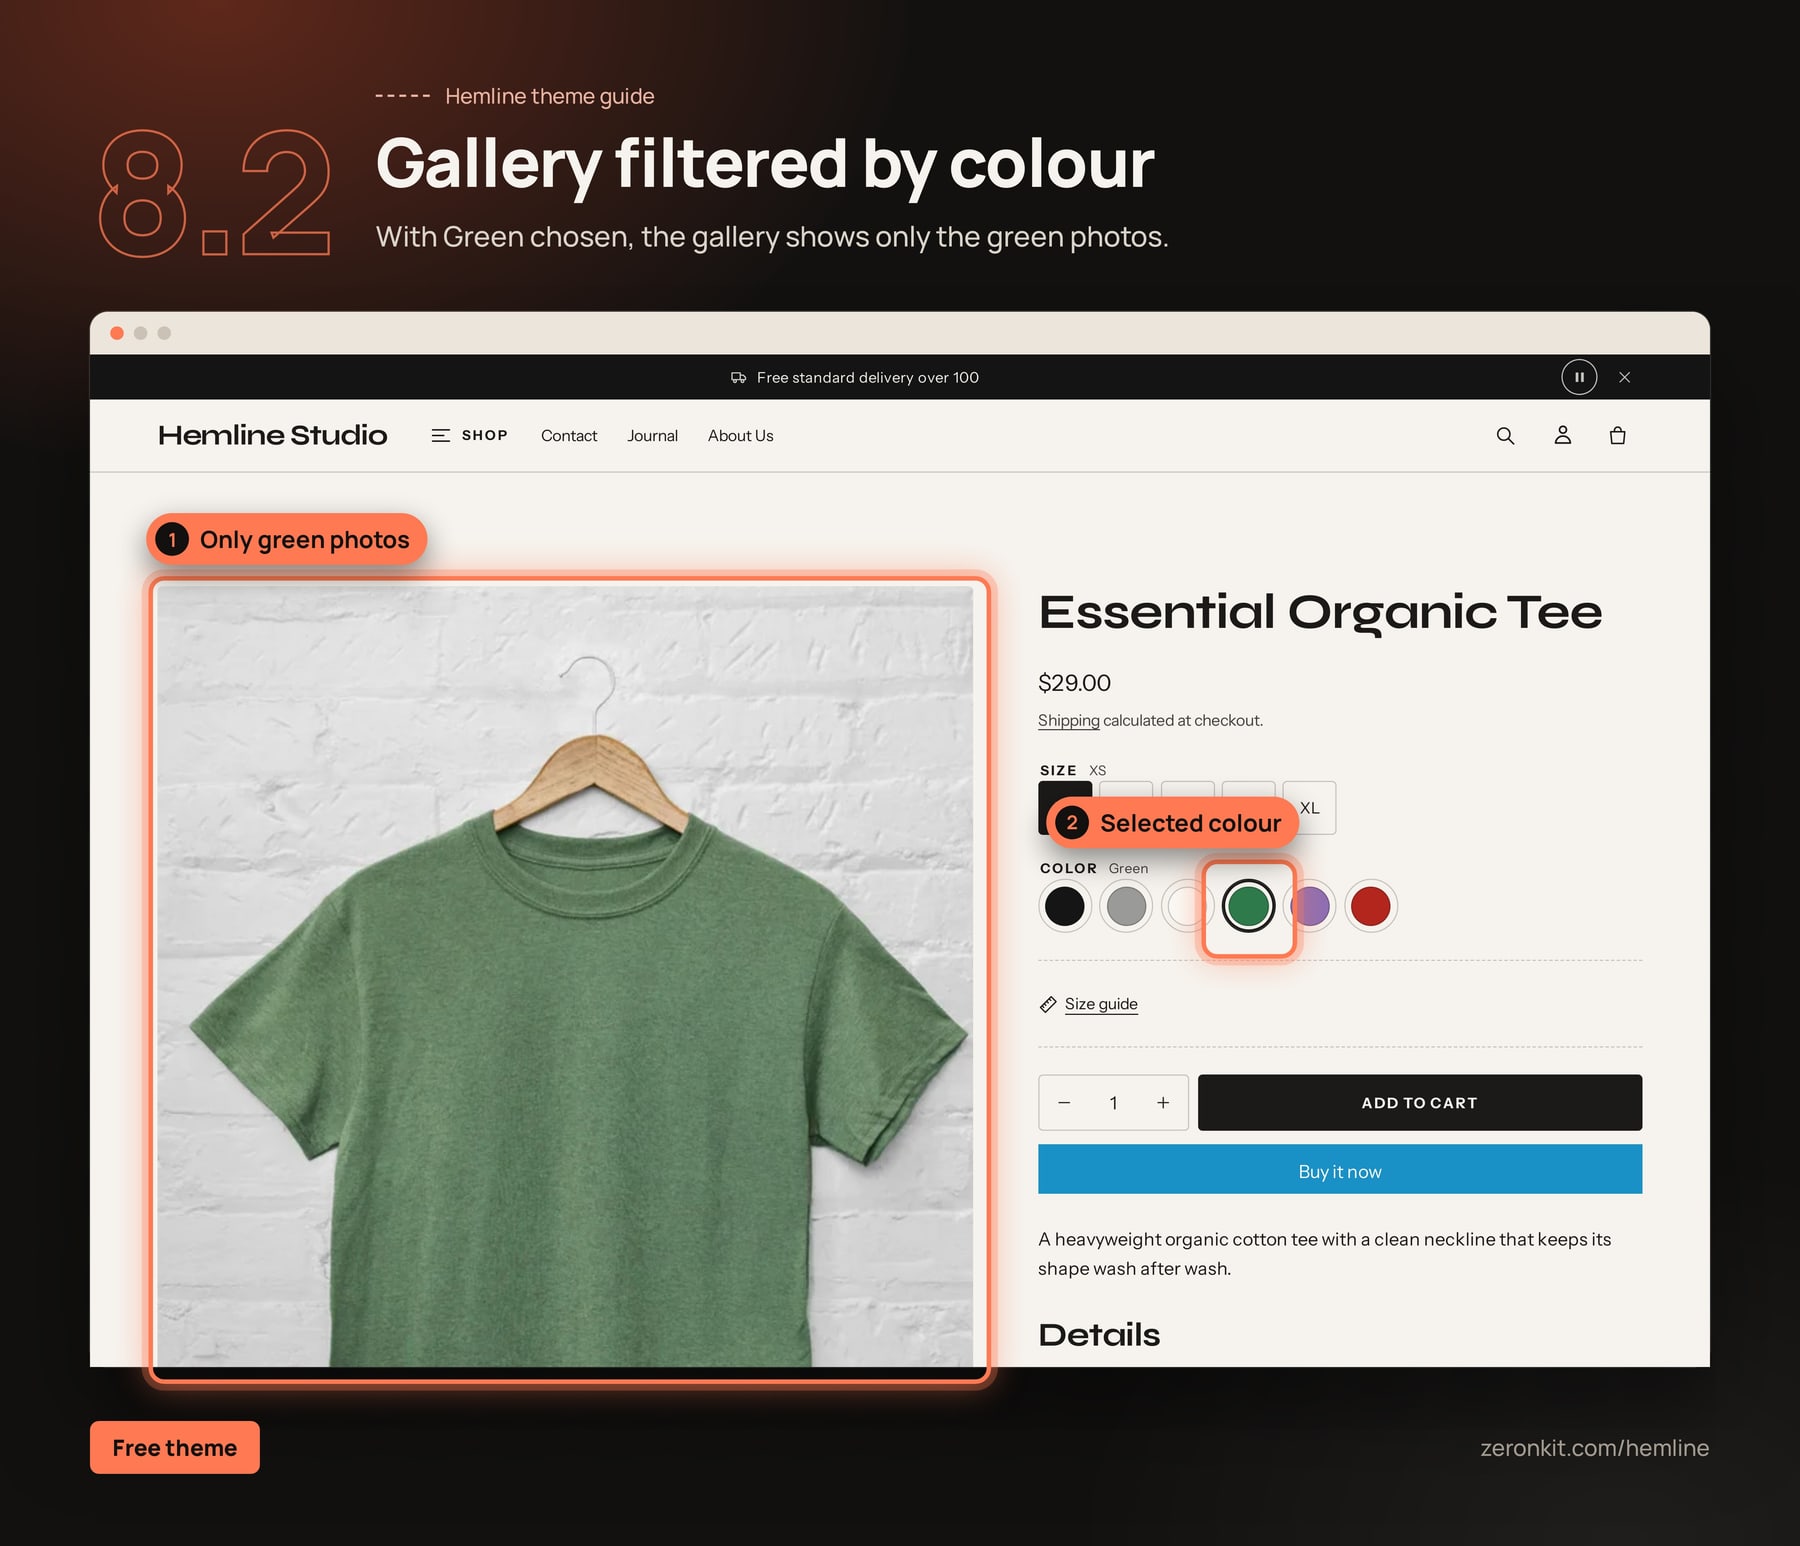 Hemline theme guide
8.2
Gallery filtered by colour
With Green chosen, the gallery shows only the green photos.
Free standard delivery over 100
Hemline Studio SHOP Contact Journal About Us
1 Only green photos
Essential Organic Tee
$29.00
Shipping calculated at checkout.
SIZE XS
XL
2 Selected colour
COLOR Green
Size guide
− 1 + ADD TO CART
Buy it now
A heavyweight organic cotton tee with a clean neckline that keeps its
shape wash after wash.
Details
Free theme
zeronkit.com/hemline